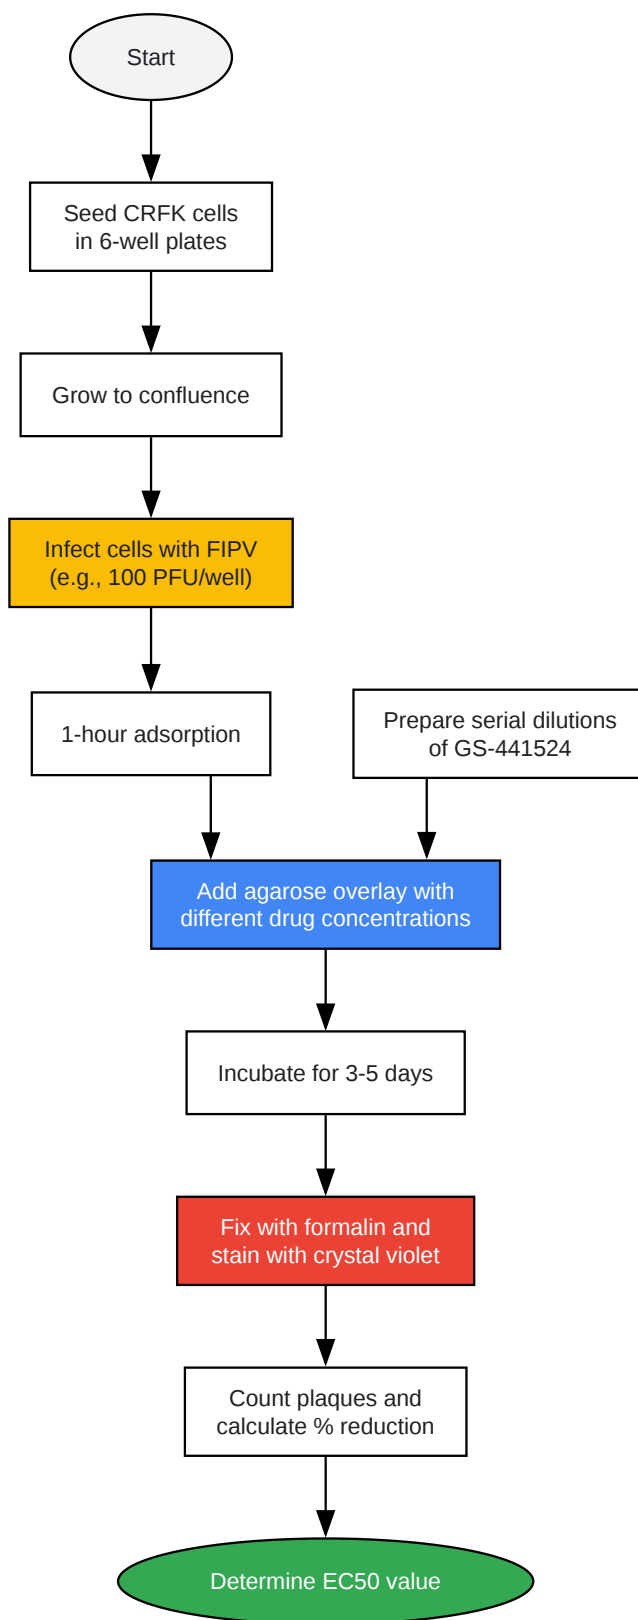 Start
Seed CRFK cells
in 6-well plates
Grow to confluence
Infect cells with FIPV
(e.g., 100 PFU/well)
1-hour adsorption
Prepare serial dilutions
of GS-441524
Add agarose overlay with
different drug concentrations
Incubate for 3-5 days
Fix with formalin and
stain with crystal violet
Count plaques and
calculate % reduction
Determine EC50 value